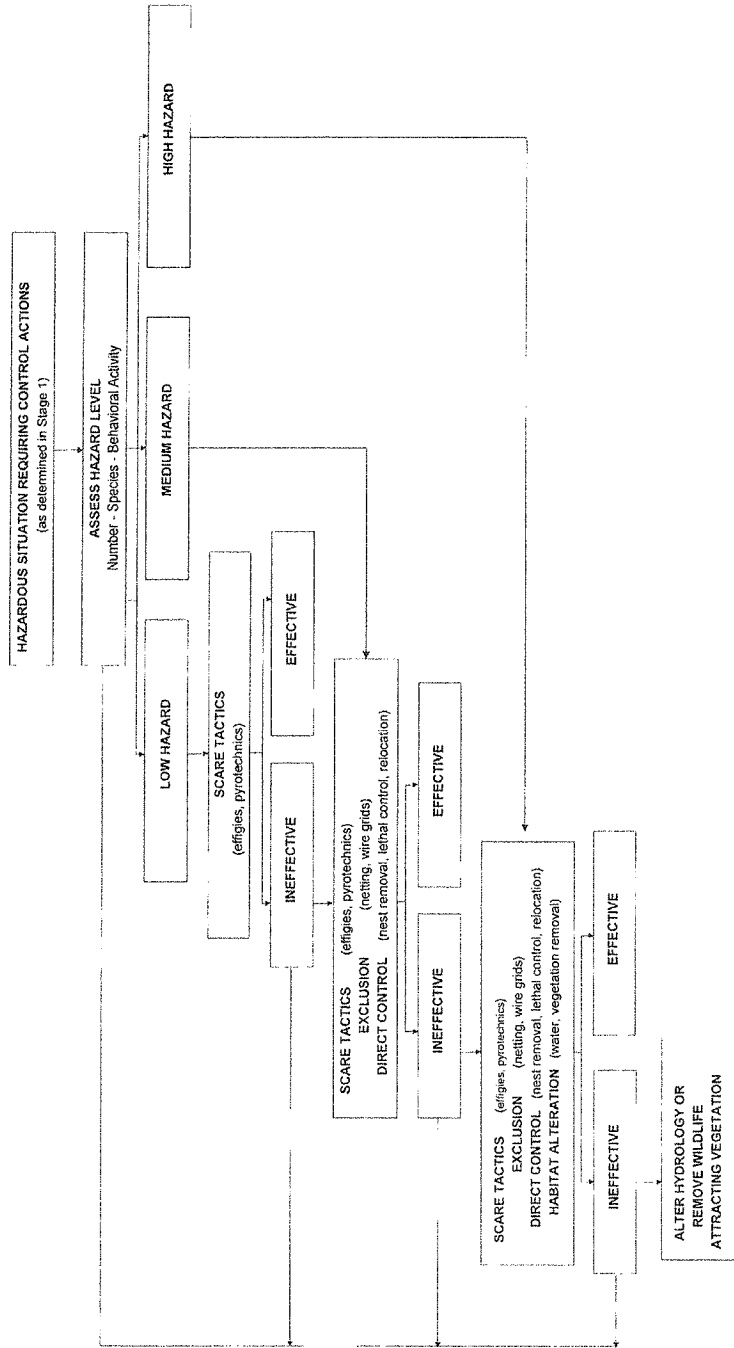 HAZARDOUS SITUATION REQUIRING CONTROL ACTIONS
(as determined in Stage 1)
ASSESS HAZARD LEVEL
Number - Species - Behavioral Activity
LOW HAZARD
MEDIUM HAZARD
HIGH HAZARD
SCARE TACTICS
(effigies, pyrotechnics)
INEFFECTIVE
EFFECTIVE
SCARE TACTICS (effigies, pyrotechnics)
EXCLUSION (netting, wire grids)
DIRECT CONTROL (nest removal, lethal control, relocation)
INEFFECTIVE
EFFECTIVE
SCARE TACTICS (effigies, pyrotechnics)
EXCLUSION (netting, wire grids)
DIRECT CONTROL (nest removal, lethal control, relocation)
HABITAT ALTERATION (water, vegetation removal)
INEFFECTIVE
EFFECTIVE
ALTER HYDROLOGY OR
REMOVE WILDLIFE
ATTRACTING VEGETATION